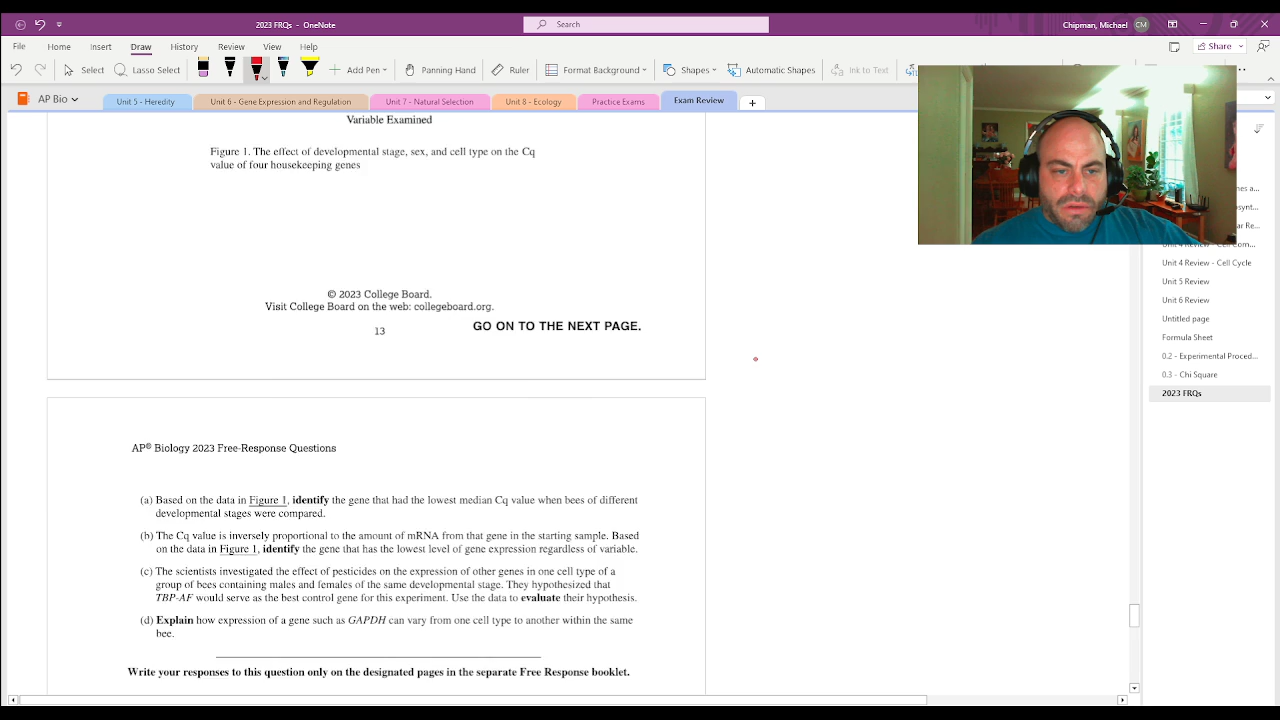 2023 FRQs - OneNote
Search
Chipman, Michael
CM
File
Home
Insert
Draw
History
Review
View
Help
Share
Select
Lasso Select
Add Pen
Panning Hand
Ruler
Format Background
Shapes
Automatic Shapes
Ink to Text
AP Bio
Unit 5 - Heredity
Unit 6 - Gene Expression and Regulation
Unit 7 - Natural Selection
Unit 8 - Ecology
Practice Exams
Exam Review
Variable Examined
Figure 1. The effect of developmental stage, sex, and cell type on the Cq
value of four housekeeping genes
© 2023 College Board.
Visit College Board on the web: collegeboard.org.
13
GO ON TO THE NEXT PAGE.
AP® Biology 2023 Free-Response Questions
(a) Based on the data in Figure 1, identify the gene that had the lowest median Cq value when bees of different
developmental stages were compared.
(b) The Cq value is inversely proportional to the amount of mRNA from that gene in the starting sample. Based
on the data in Figure 1, identify the gene that has the lowest level of gene expression regardless of variable.
(c) The scientists investigated the effect of pesticides on the expression of other genes in one cell type of a
group of bees containing males and females of the same developmental stage. They hypothesized that
TBP-AF would serve as the best control gene for this experiment. Use the data to evaluate their hypothesis.
(d) Explain how expression of a gene such as GAPDH can vary from one cell type to another within the same
bee.
Write your responses to this question only on the designated pages in the separate Free Response booklet.
Unit 4 Review - Cell Cycle
Unit 5 Review
Unit 6 Review
Untitled page
Formula Sheet
0.2 - Experimental Proced...
0.3 - Chi Square
2023 FRQs